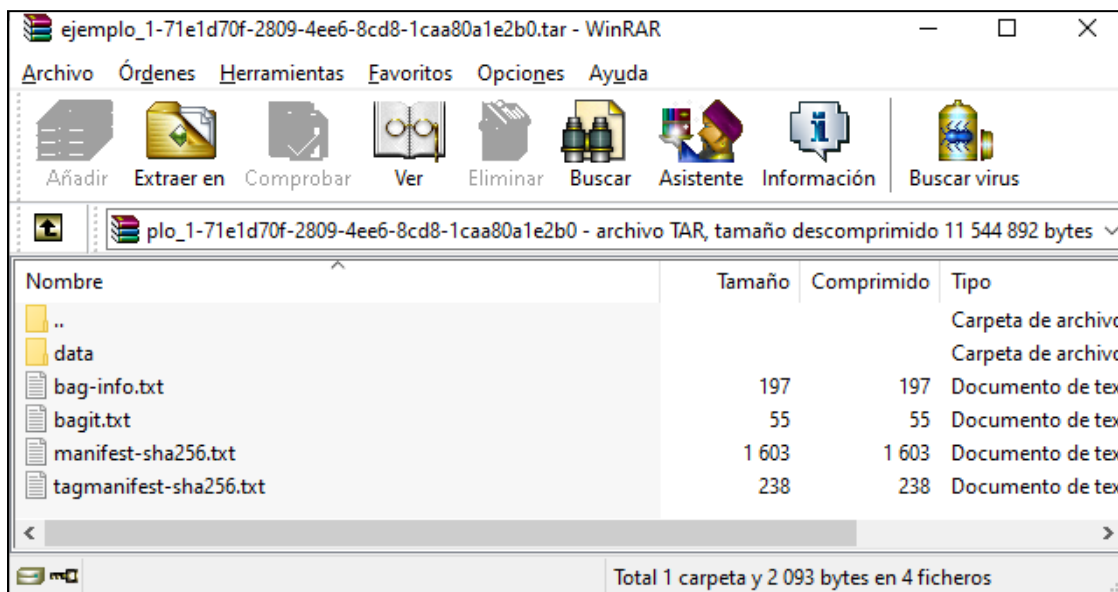 ejemplo_1-71e1d70f-2809-4ee6-8cd8-1caa80a1e2b0.tar - WinRAR
Archivo Órdenes Herramientas Favoritos Opciones Ayuda
Añadir Extraer en Comprobar Ver Eliminar Buscar Asistente Información Buscar virus
plo_1-71e1d70f-2809-4ee6-8cd8-1caa80a1e2b0 - archivo TAR, tamaño descomprimido 11 544 892 bytes
Nombre Tamaño Comprimido Tipo
.. Carpeta de archivo
data Carpeta de archivo
bag-info.txt 197 197 Documento de tex
bagit.txt 55 55 Documento de tex
manifest-sha256.txt 1 603 1 603 Documento de tex
tagmanifest-sha256.txt 238 238 Documento de tex
Total 1 carpeta y 2 093 bytes en 4 ficheros